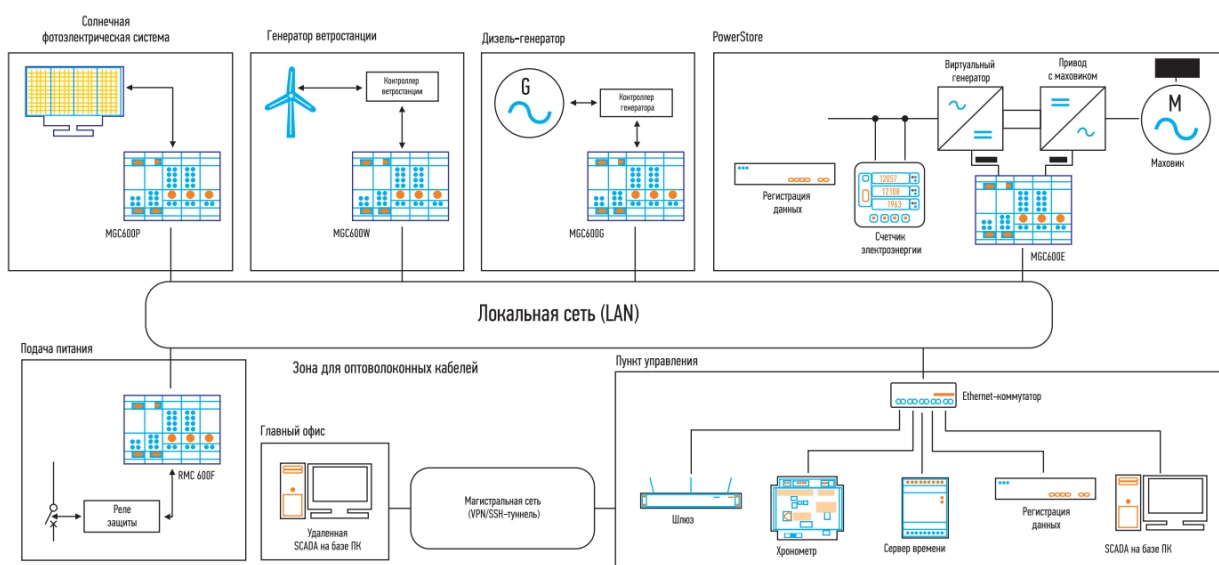 Солнечная
фотоэлектрическая система
MGC600P
Генератор ветростанции
Контроллер
ветростанции
MGC600W
Дизель-генератор
G
Контроллер
генератора
MGC600G
PowerStore
Виртуальный
генератор
Привод
с маховиком
M
Маховик
Регистрация
данных
12057
12108
1963
Счетчик
электроэнергии
MGC600E
Локальная сеть (LAN)
Подача питания
RMC 600F
Реле
защиты
Зона для оптоволоконных кабелей
Главный офис
Удаленная
SCADA на базе ПК
Магистральная сеть
(VPN/SSH-туннель)
Пункт управления
Ethernet-коммутатор
Шлюз
Хронометр
Сервер времени
Регистрация
данных
SCADA на базе ПК